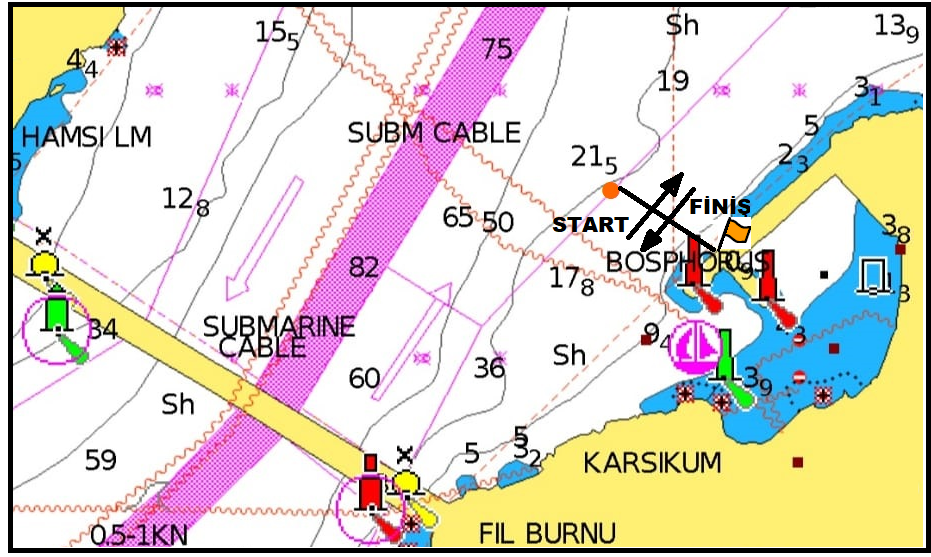 Sh
13₉
15₅
75
4₄
19
3₁
HAMSI LM
SUBM CABLE
5
21₅
2₃
12₈
FİNİŞ
65
50
START
3₈
82
BOSPHORUS
17₈
34
SUBMARINE
CABLE
9₄
Sh
36
60
3₉
Sh
5
5
3₂
59
KARSIKUM
0.5-1KN
FIL BURNU